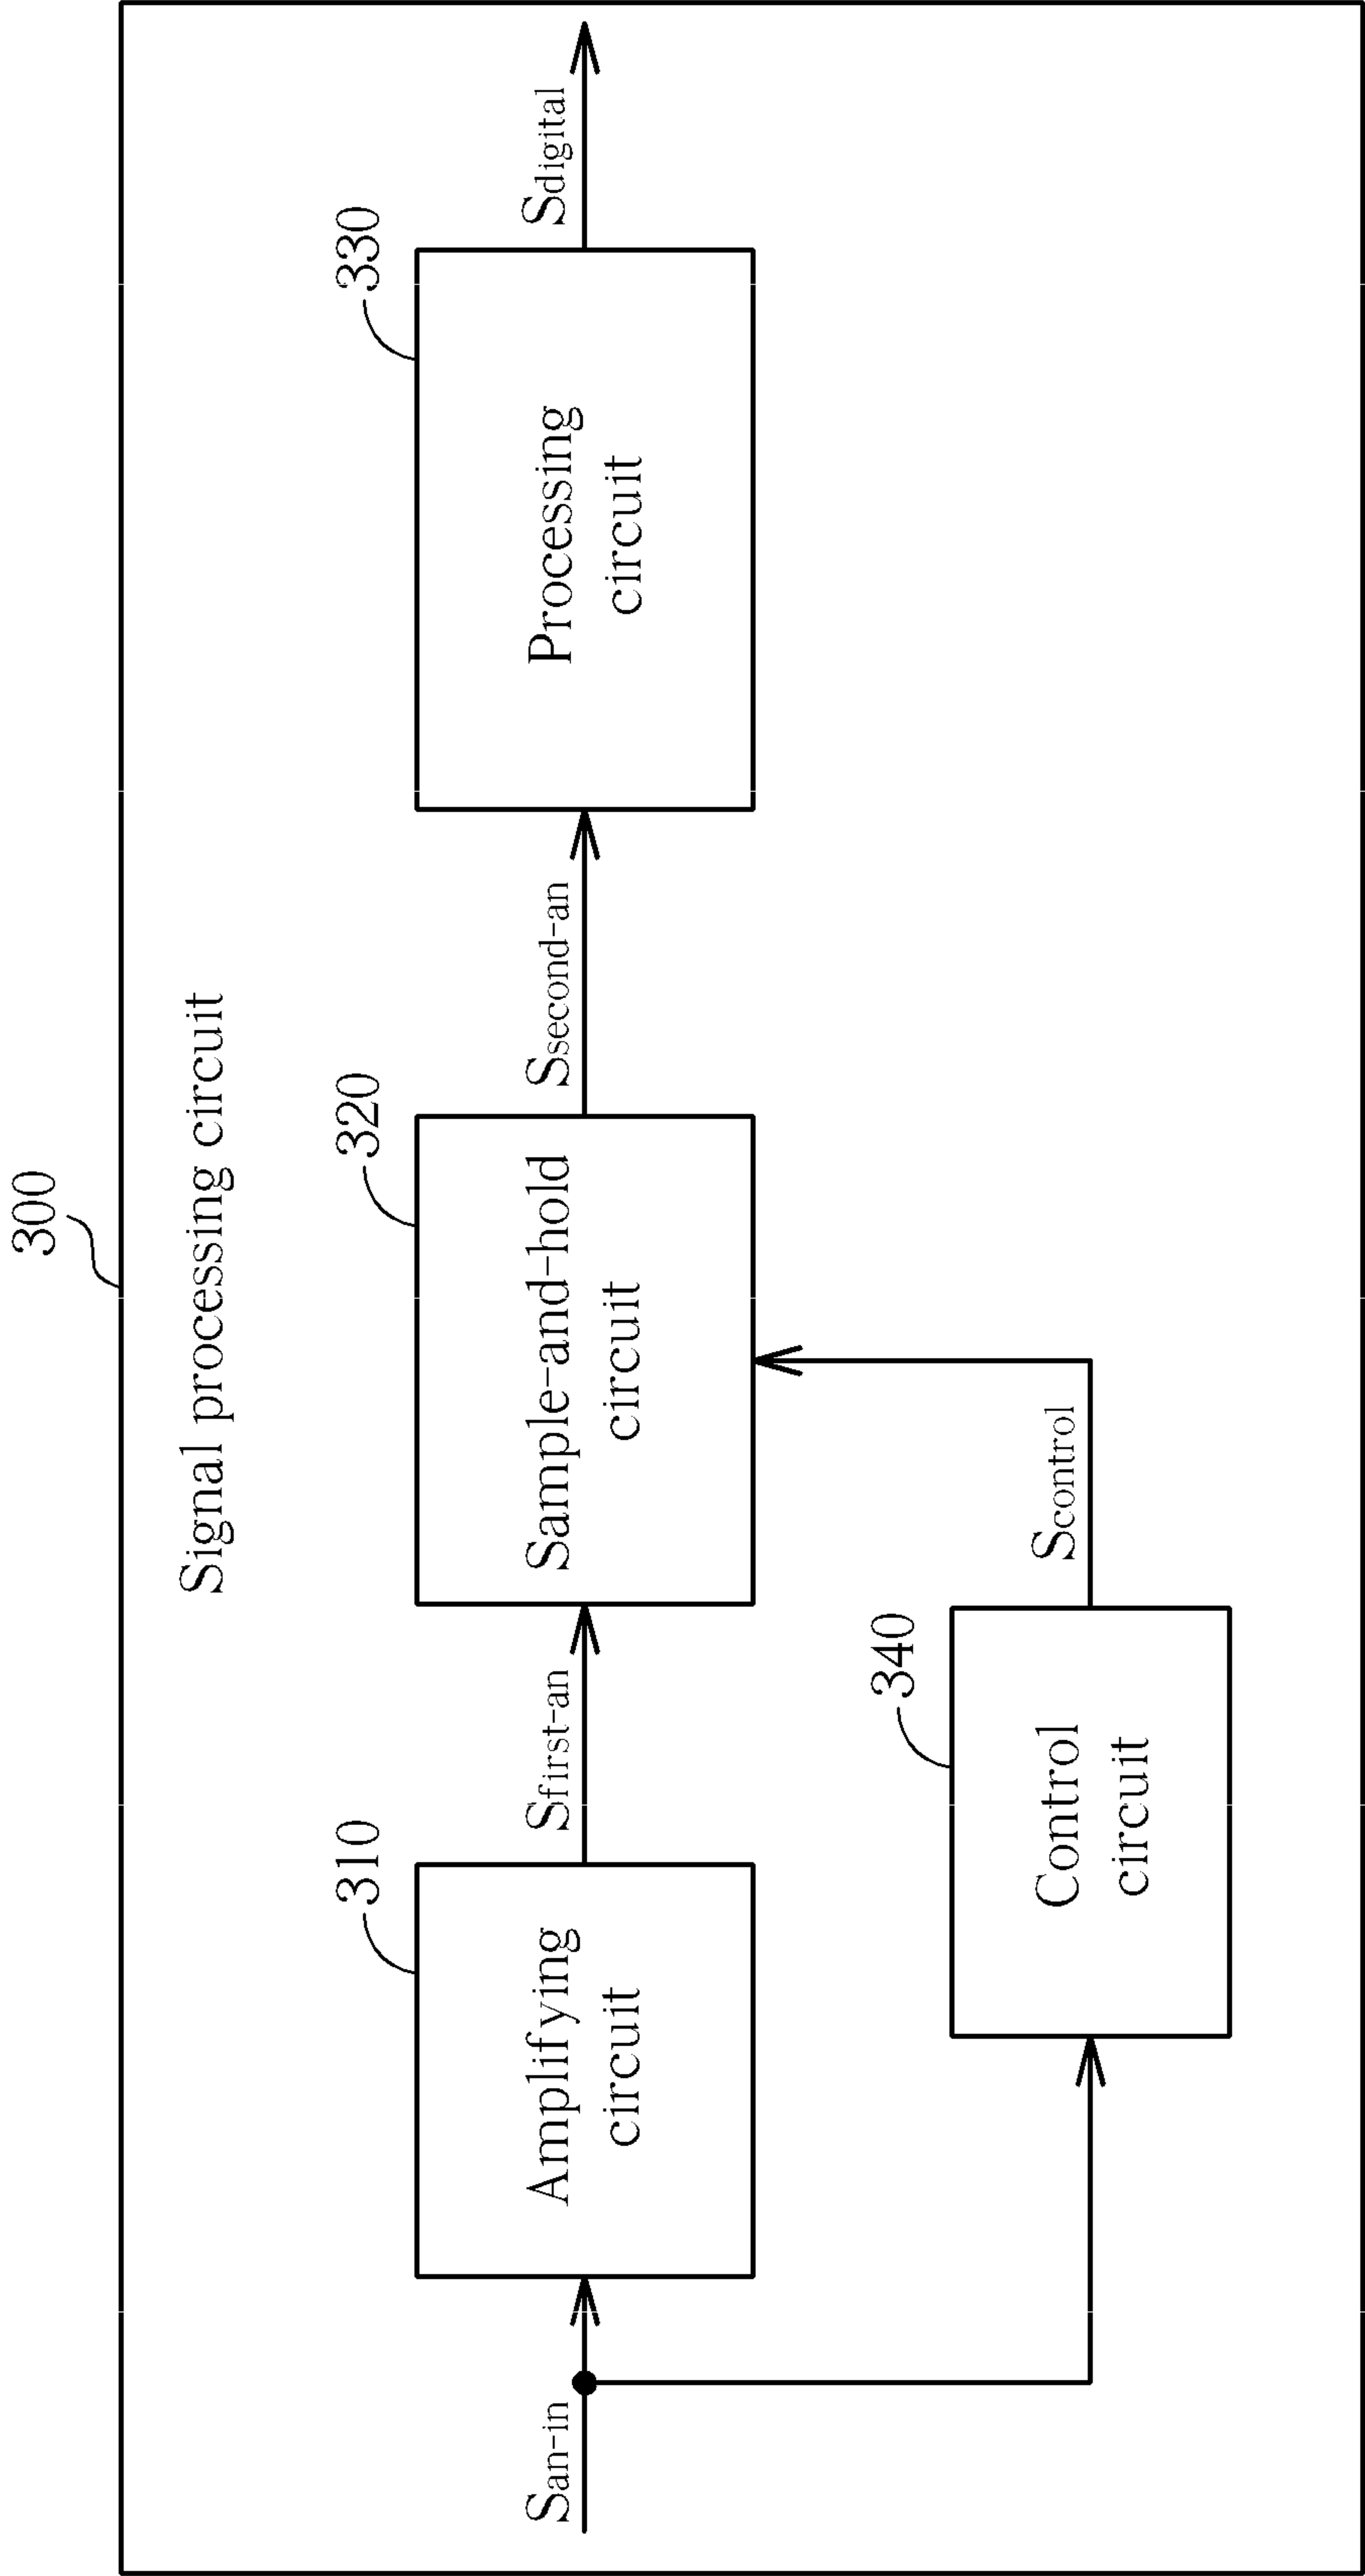 300
Signal processing circuit
310
320
330
San-in
Amplifying
circuit
Sfirst-an
Sample-and-hold
circuit
Ssecond-an
Processing
circuit
Sdigital
340
Control
circuit
Scontrol